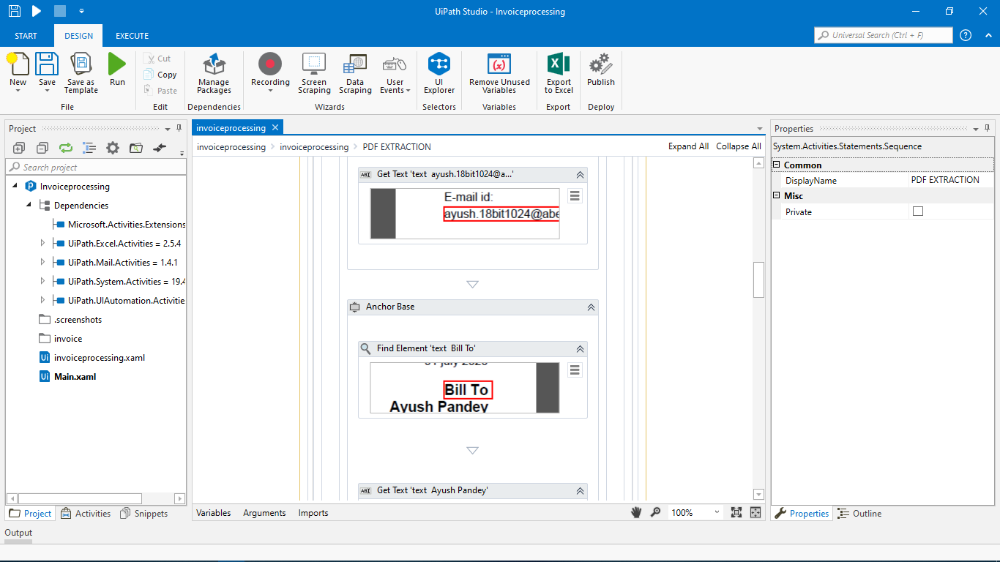 UiPath Studio - Invoiceprocessing
START DESIGN EXECUTE
Universal Search (Ctrl + F)
New Save Save as Template Run
File
Cut
Copy
Paste
Edit
Manage Packages
Dependencies
Recording Screen Scraping Data Scraping User Events
Wizards
UI Explorer
Selectors
Remove Unused Variables
Variables
Export to Excel
Export
Publish
Deploy
Project
Search project
Invoiceprocessing
Dependencies
Microsoft.Activities.Extensions
UiPath.Excel.Activities = 2.5.4
UiPath.Mail.Activities = 1.4.1
UiPath.System.Activities = 19.4
UiPath.UIAutomation.Activities
.screenshots
invoice
invoiceprocessing.xaml
Main.xaml
Project Activities Snippets
Output
invoiceprocessing
invoiceprocessing > invoiceprocessing > PDF EXTRACTION
Expand All Collapse All
Get Text 'text ayush.18bit1024@a...'
E-mail id:
ayush.18bit1024@abe
Anchor Base
Find Element 'text Bill To'
Bill To
Ayush Pandey
Get Text 'text Ayush Pandey'
Variables Arguments Imports
100%
Properties
System.Activities.Statements.Sequence
Common
DisplayName PDF EXTRACTION
Misc
Private
Properties Outline